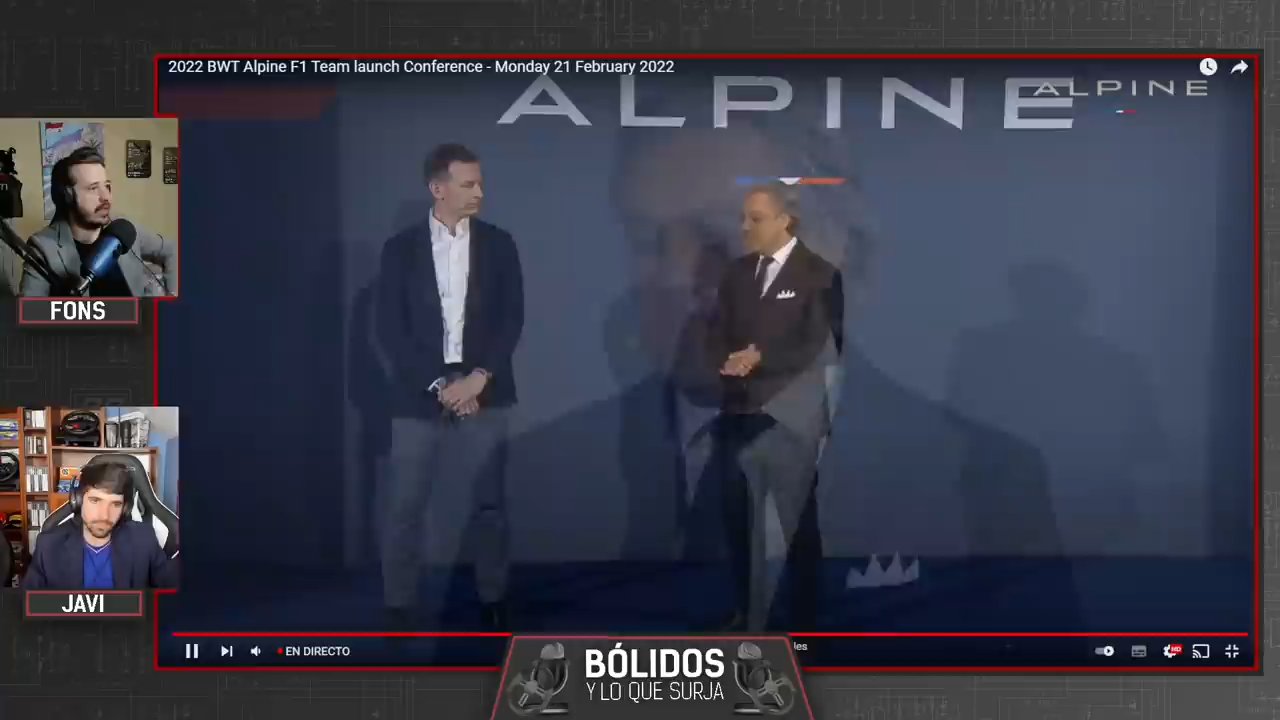 2022 BWT Alpine F1 Team launch Conference - Monday 21 February 2022
ALPINE
ALPINE
FONS
JAVI
EN DIRECTO
HD
BÓLIDOS
Y LO QUE SURJA